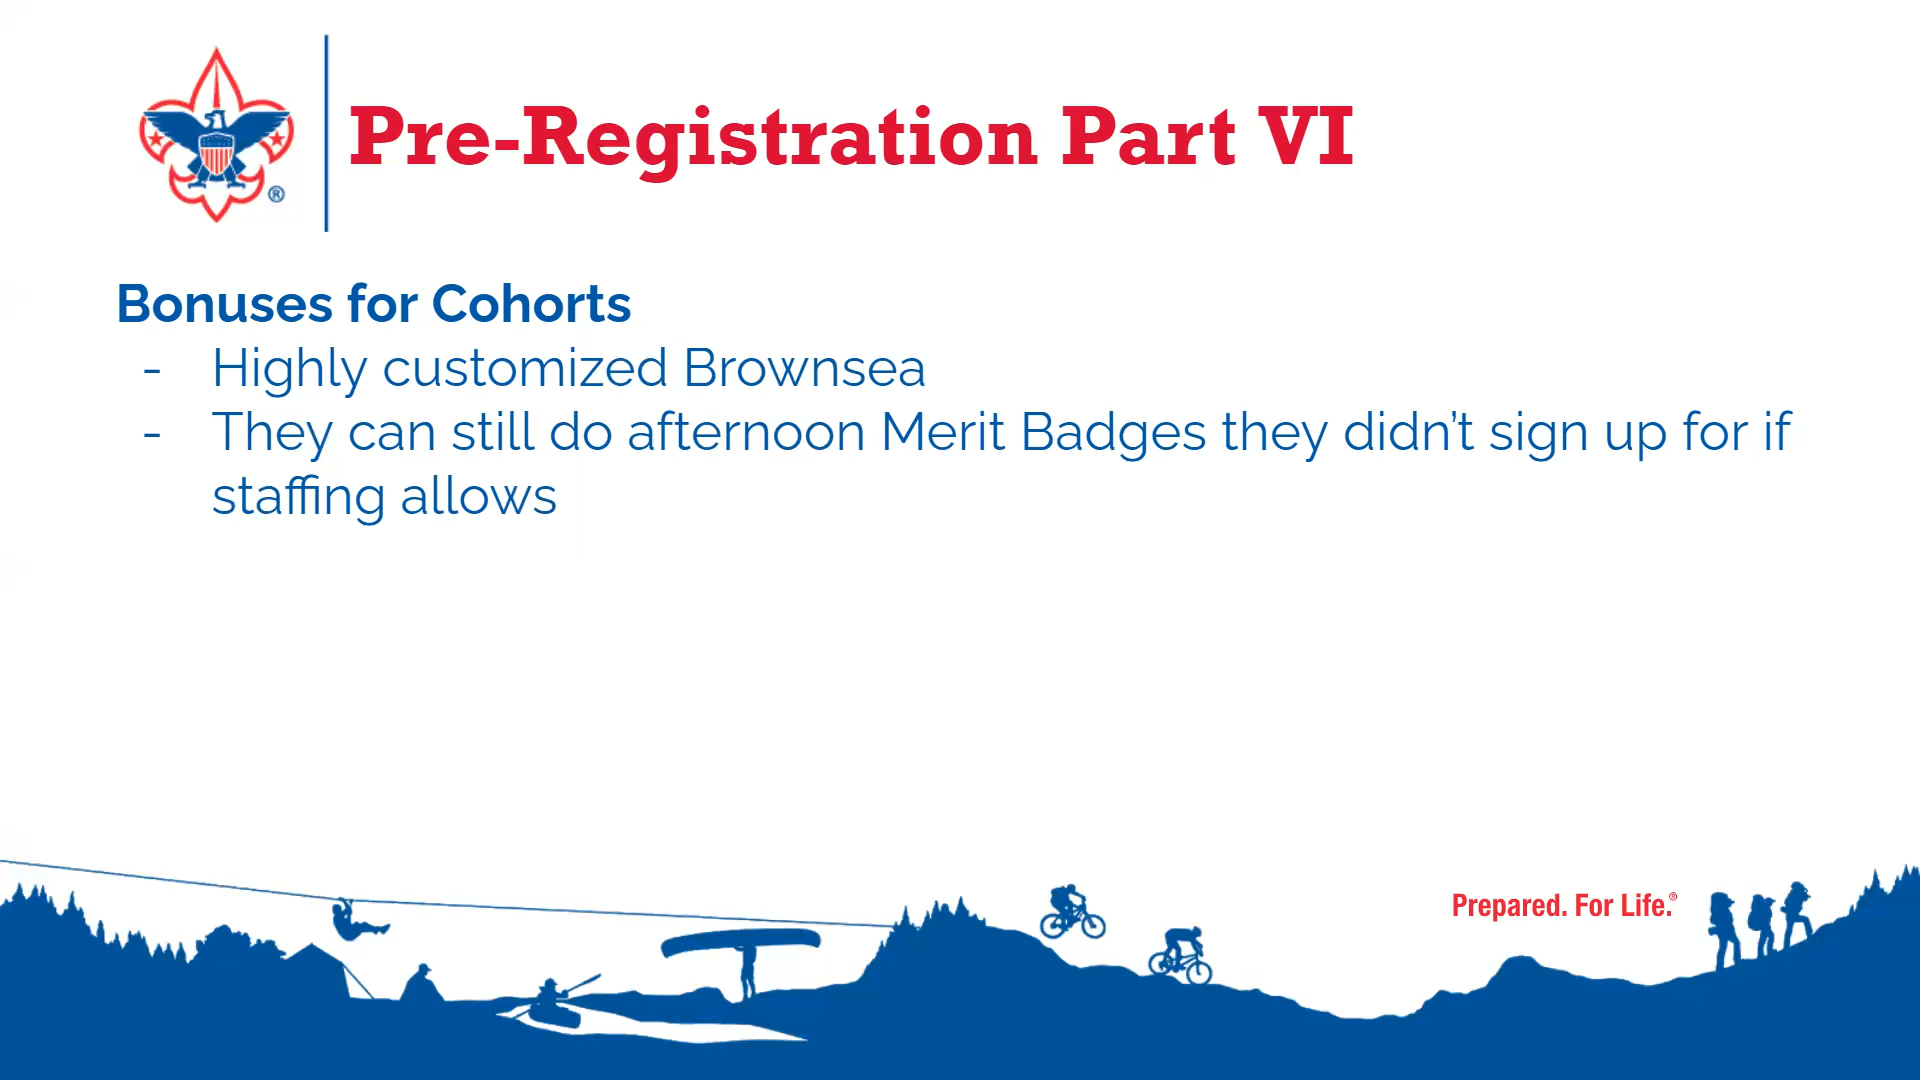 Pre-Registration Part VI
®
Bonuses for Cohorts
- Highly customized Brownsea
- They can still do afternoon Merit Badges they didn’t sign up for if
staffing allows
Prepared. For Life.®